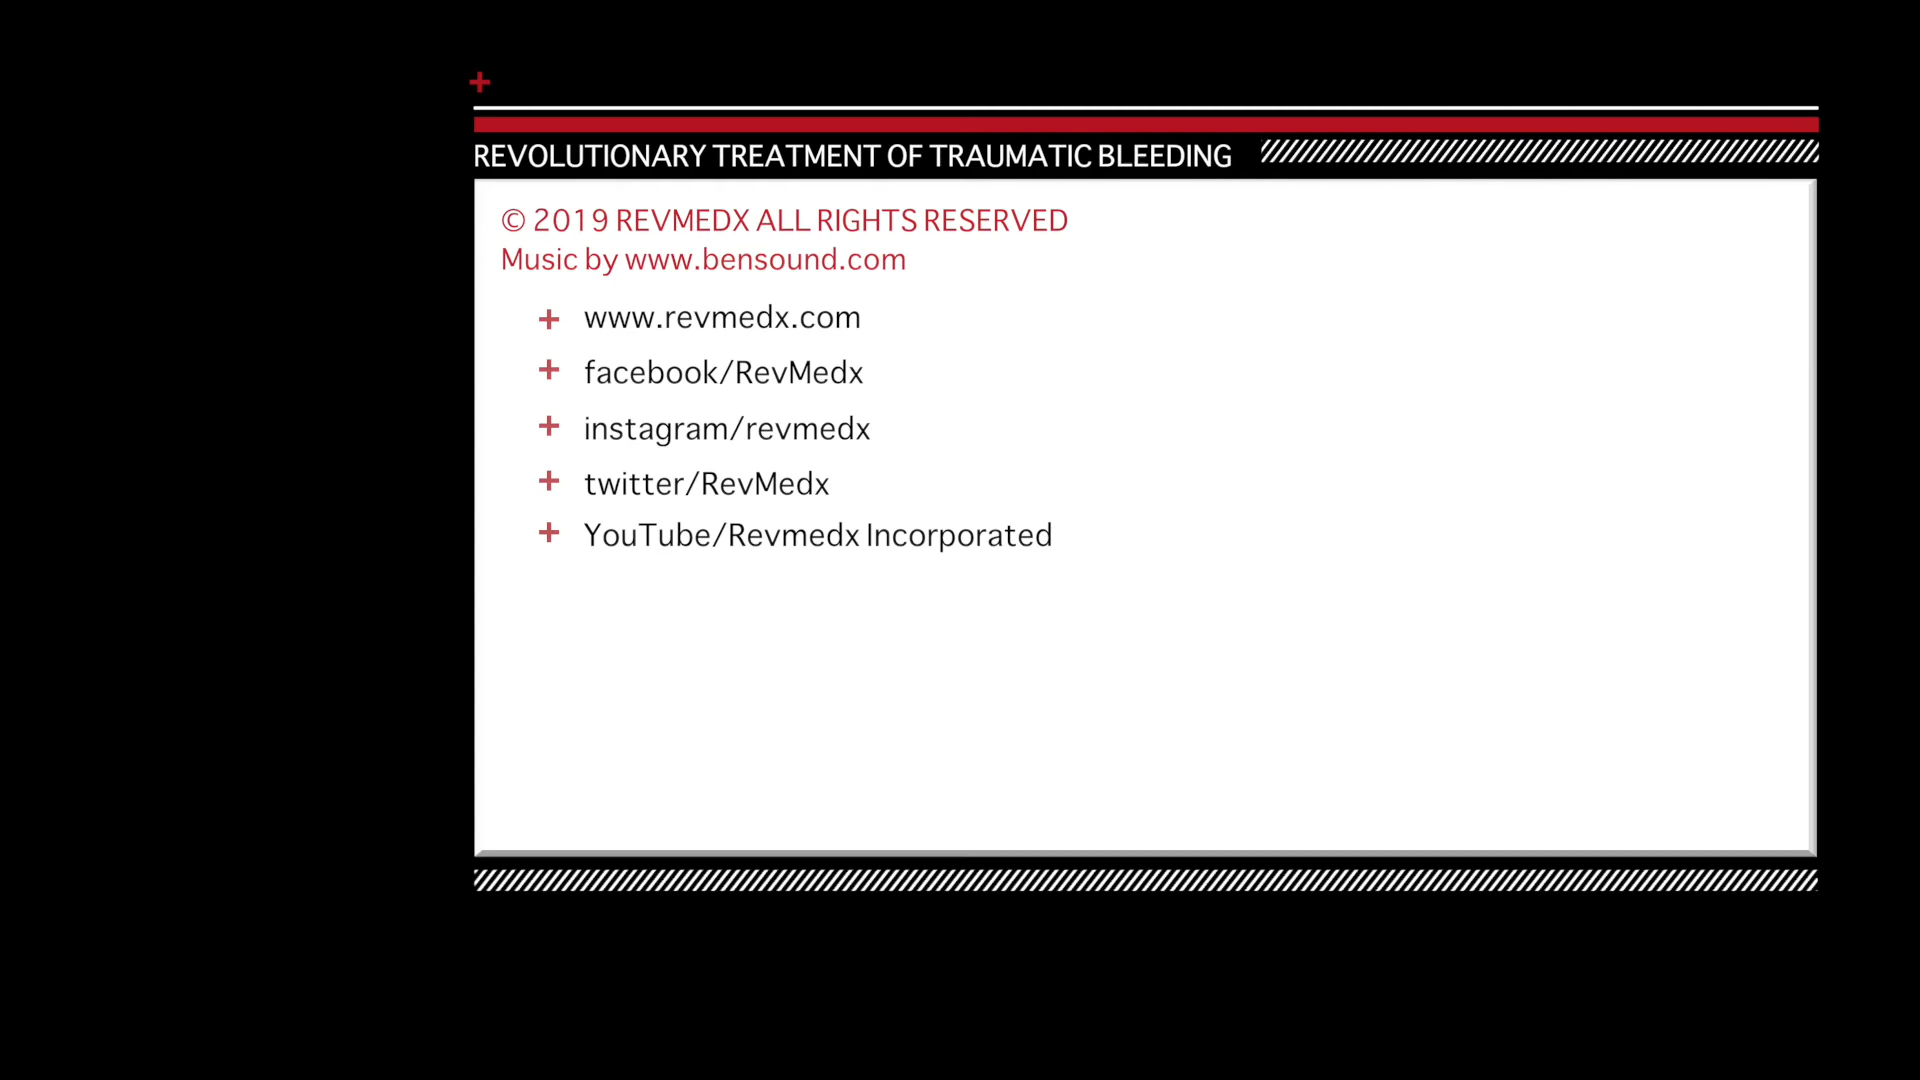 REVOLUTIONARY TREATMENT OF TRAUMATIC BLEEDING
© 2019 REVMEDX ALL RIGHTS RESERVED
Music by www.bensound.com
www.revmedx.com
facebook/RevMedx
instagram/revmedx
twitter/RevMedx
YouTube/Revmedx Incorporated